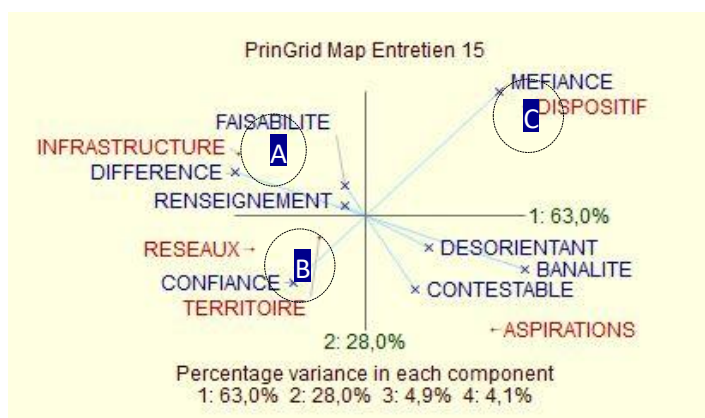 PrinGrid Map Entretien 15
MEFIANCE
DISPOSITIF
C
FAISABILITE
INFRASTRUCTURE
A
DIFFERENCE
RENSEIGNEMENT
1: 63,0%
RESEAUX
DESORIENTANT
B
BANALITE
CONFIANCE
CONTESTABLE
TERRITOIRE
ASPIRATIONS
2: 28,0%
Percentage variance in each component
1: 63,0% 2: 28,0% 3: 4,9% 4: 4,1%